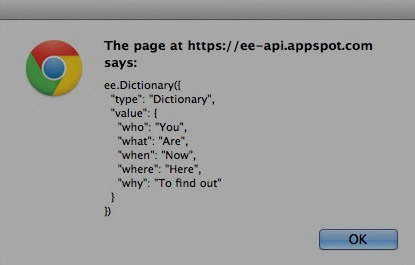 The page at https://ee-api.appspot.com
says:
ee.Dictionary({
  "type": "Dictionary",
  "value": {
    "who": "You",
    "what": "Are",
    "when": "Now",
    "where": "Here",
    "why": "To find out"
  }
})
OK